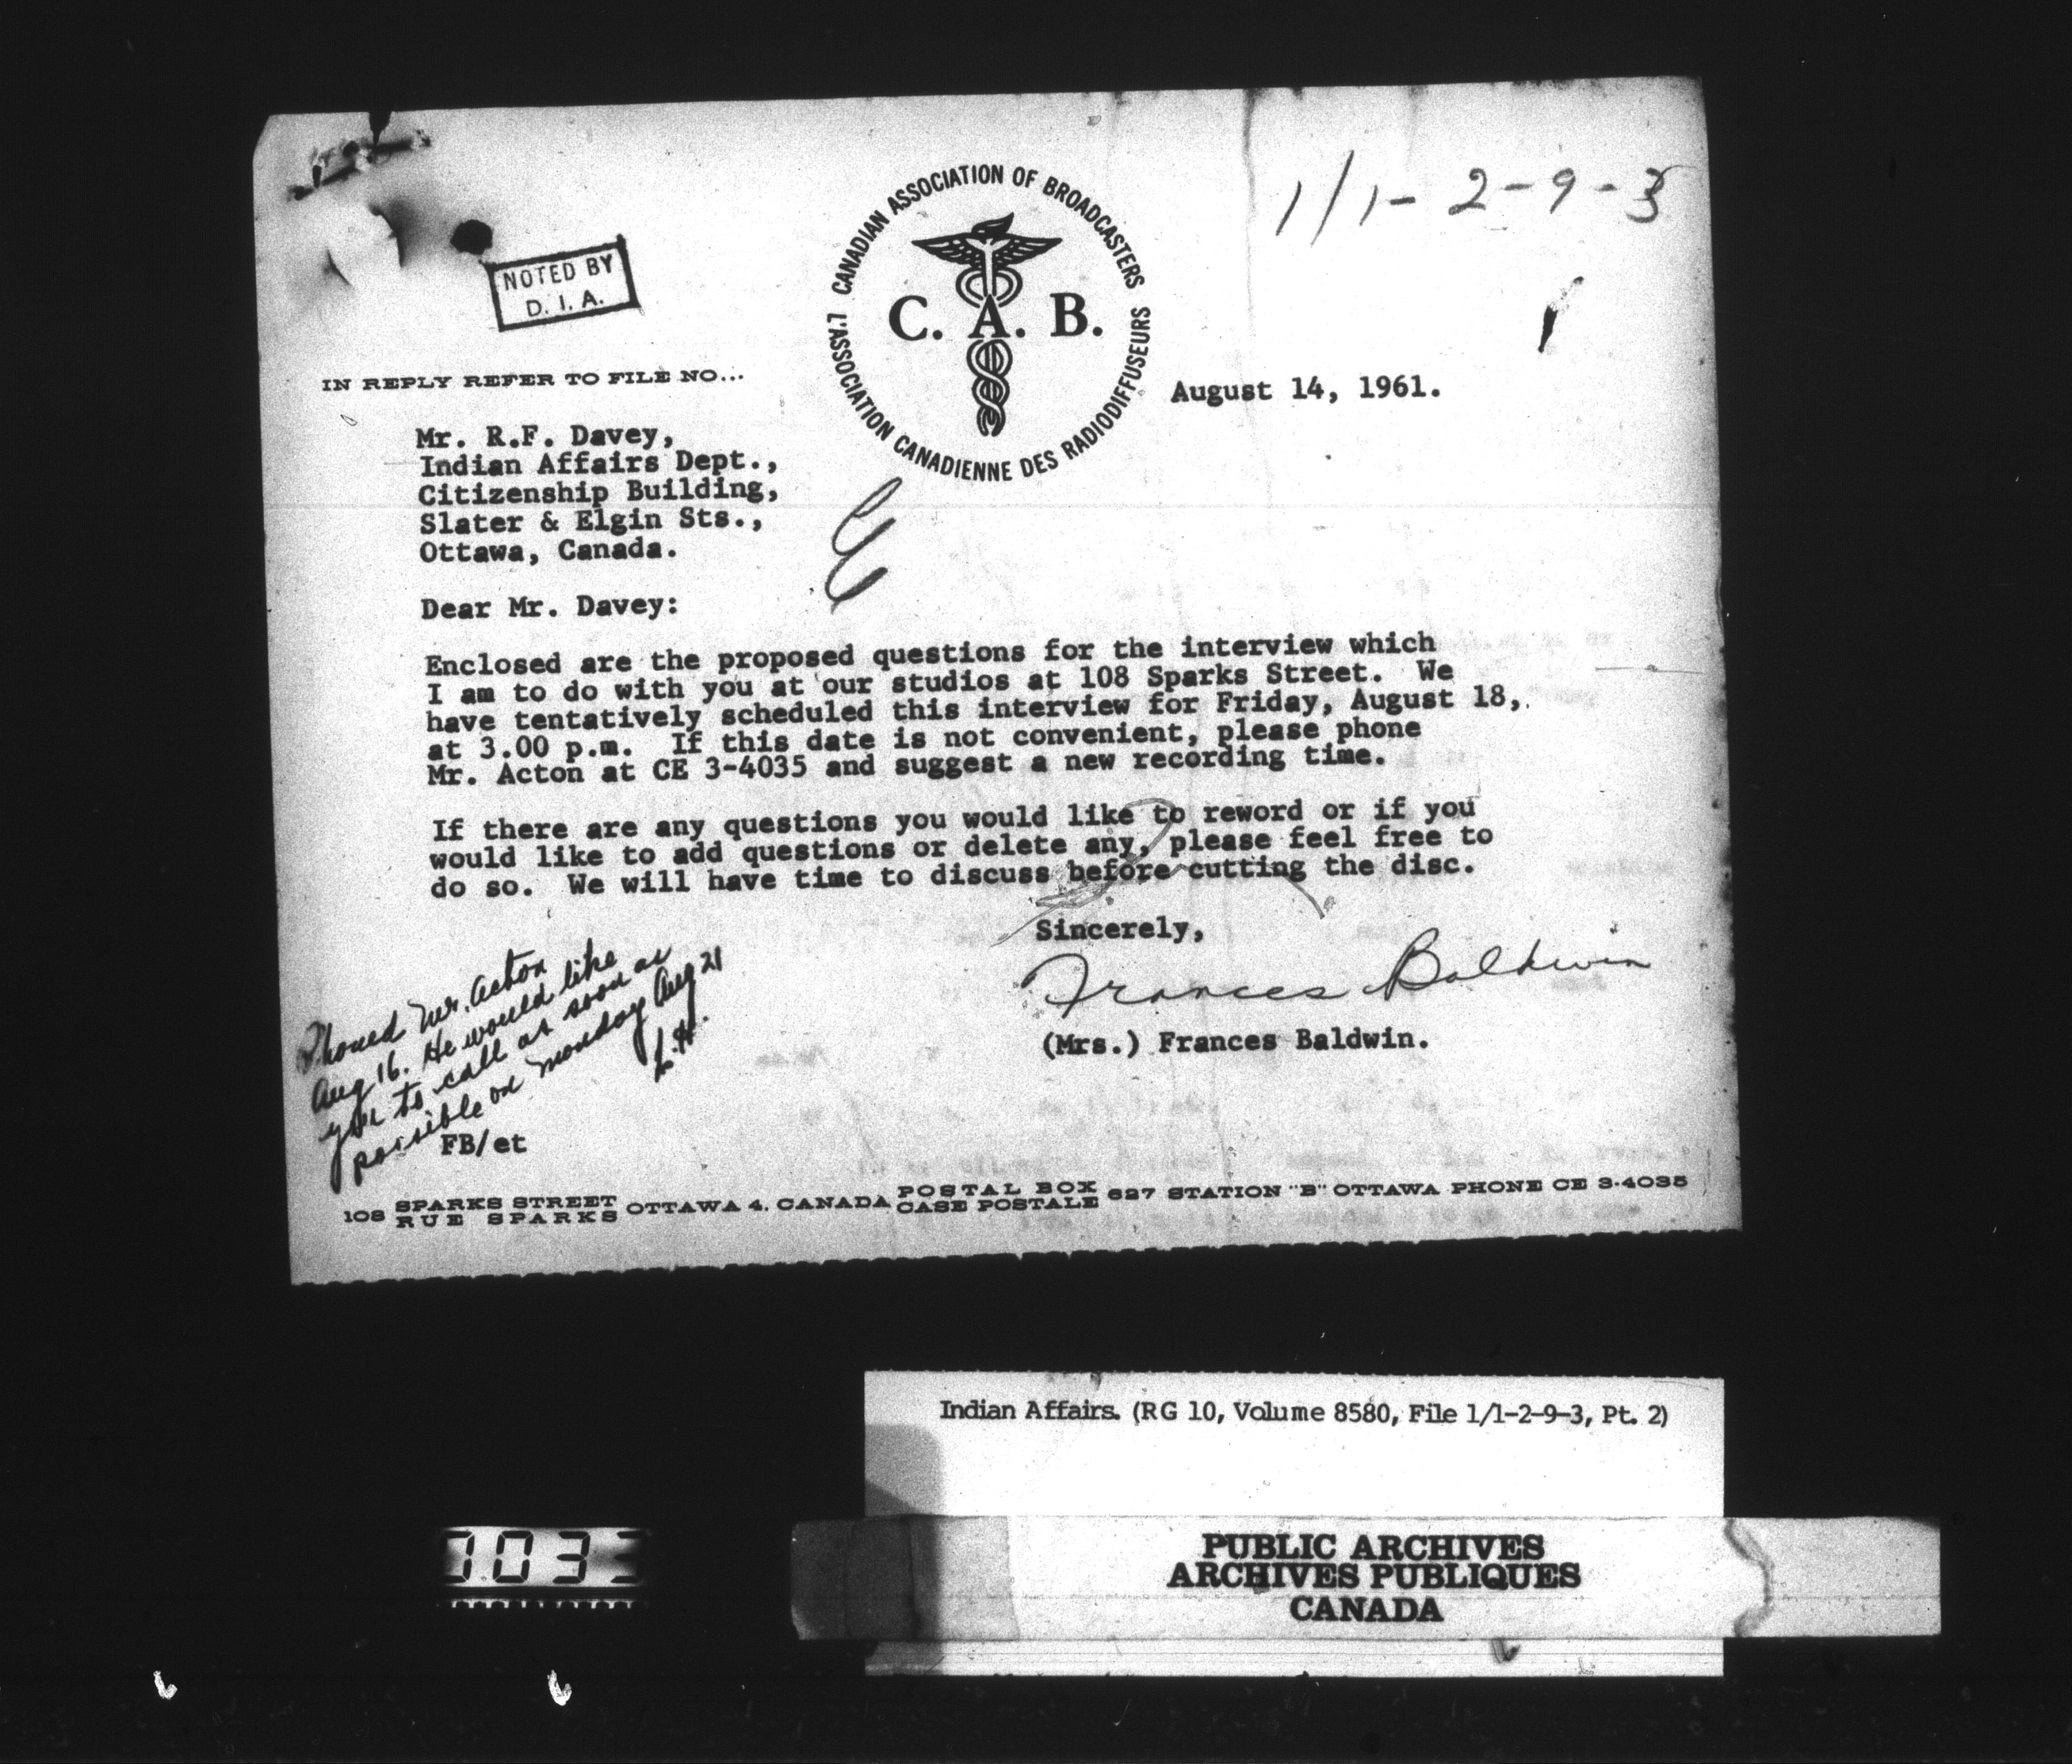 1/1-2-9-3
NOTED BY
D. I. A.
CANADIAN ASSOCIATION OF BROADCASTERS
L'ASSOCIATION CANADIENNE DES RADIODIFFUSEURS
C. A. B.
IN REPLY REFER TO FILE NO...
August 14, 1961.
Mr. R.F. Davey,
Indian Affairs Dept.,
Citizenship Building,
Slater & Elgin Sts.,
Ottawa, Canada.
Dear Mr. Davey:
Enclosed are the proposed questions for the interview which
I am to do with you at our studios at 108 Sparks Street. We
have tentatively scheduled this interview for Friday, August 18,
at 3.00 p.m. If this date is not convenient, please phone
Mr. Acton at CE 3-4035 and suggest a new recording time.
If there are any questions you would like to reword or if you
would like to add questions or delete any, please feel free to
do so. We will have time to discuss before cutting the disc.
Sincerely,
Frances Baldwin
(Mrs.) Frances Baldwin.
Phoned Mr. Acton
Aug 16. He would like
you to call as soon as
possible on Monday Aug 21
L.H.
FB/et
108 SPARKS STREET OTTAWA 4, CANADA POSTAL BOX 627 STATION "B" OTTAWA PHONE CE 3-4035
RUE SPARKS CASE POSTALE
Indian Affairs. (RG 10, Volume 8580, File 1/1-2-9-3, Pt. 2)
PUBLIC ARCHIVES
ARCHIVES PUBLIQUES
CANADA